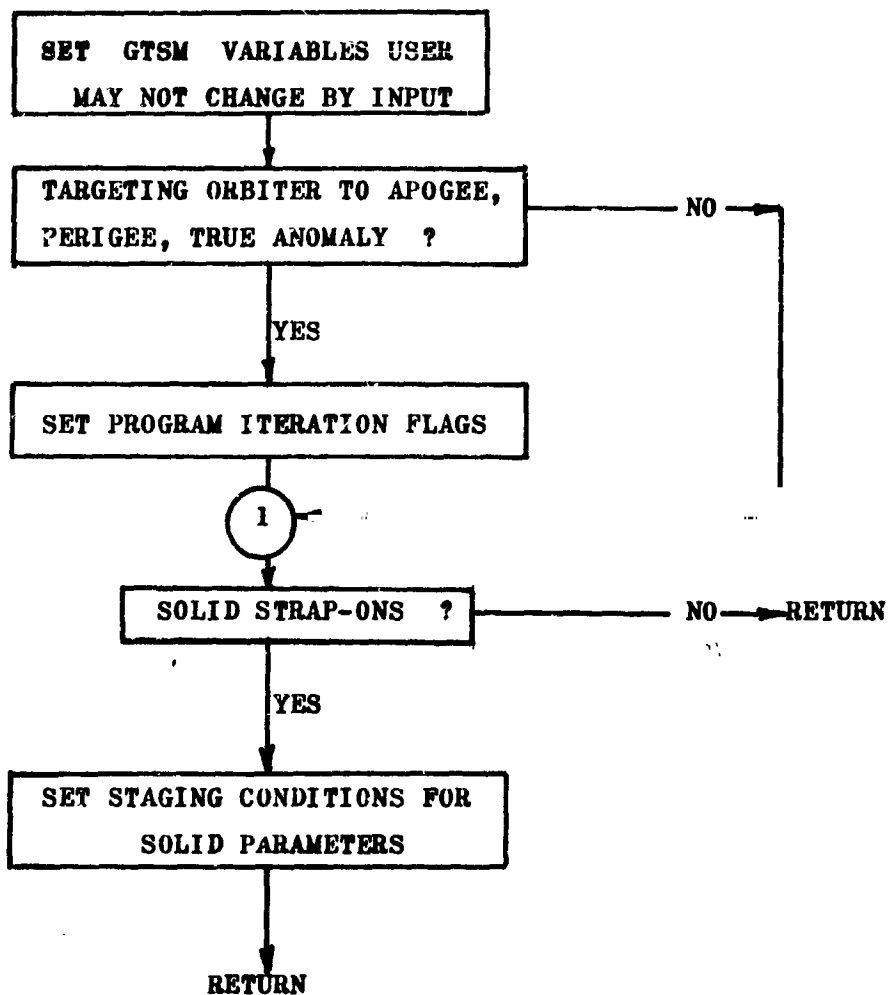 SET GTSM VARIABLES USER
MAY NOT CHANGE BY INPUT
TARGETING ORBITER TO APOGEE,
PERIGEE, TRUE ANOMALY ?
NO
YES
SET PROGRAM ITERATION FLAGS
1
SOLID STRAP-ONS ?
NO
RETURN
YES
SET STAGING CONDITIONS FOR
SOLID PARAMETERS
RETURN